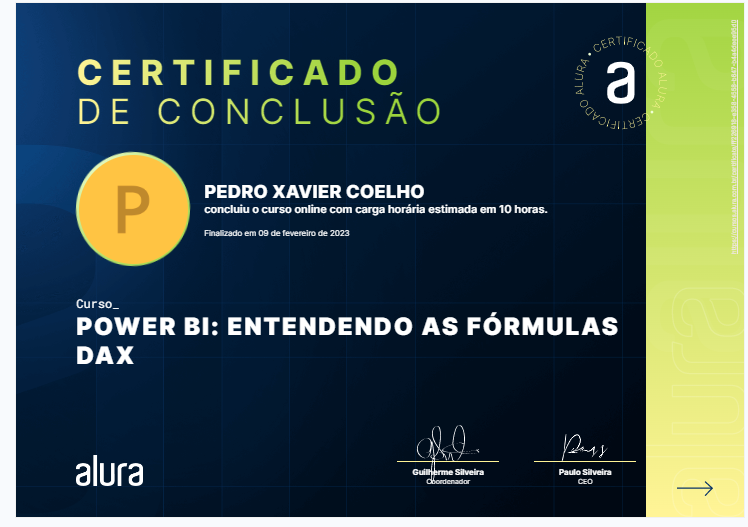 CERTIFICADO
DE CONCLUSÃO
CERTIFICADO ALURA • CERTIFICADO ALURA •
a
P
PEDRO XAVIER COELHO
concluiu o curso online com carga horária estimada em 10 horas.
Finalizado em 09 de fevereiro de 2023
Curso_
POWER BI: ENTENDENDO AS FÓRMULAS
DAX
alura
Guilherme Silveira
Coordenador
Paulo Silveira
CEO
alura